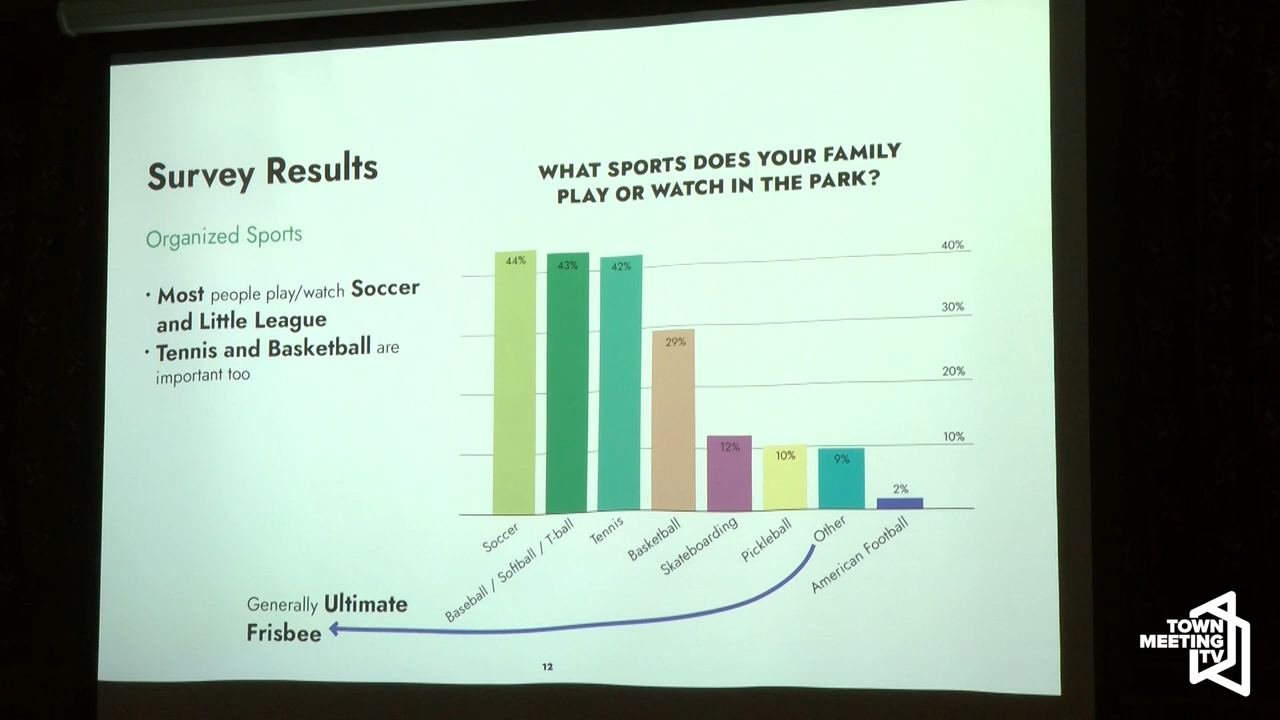 Survey Results
Organized Sports
• Most people play/watch Soccer
and Little League
• Tennis and Basketball are
important too
WHAT SPORTS DOES YOUR FAMILY
PLAY OR WATCH IN THE PARK?
40%
30%
20%
10%
44%
43%
42%
29%
12%
10%
9%
2%
Soccer
Baseball / Softball / T-ball
Tennis
Basketball
Skateboarding
Pickleball
Other
American Football
Generally Ultimate
Frisbee
12
TOWN
MEETING
TV